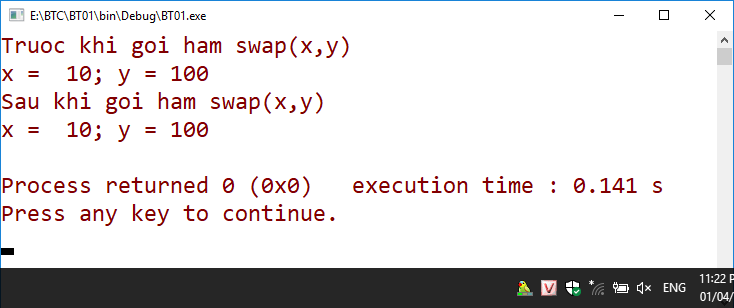 E:\BTC\BT01\bin\Debug\BT01.exe
Truoc khi goi ham swap(x,y)
x =  10; y = 100
Sau khi goi ham swap(x,y)
x =  10; y = 100
Process returned 0 (0x0)   execution time : 0.141 s
Press any key to continue.
V
ENG
11:22
01/04/